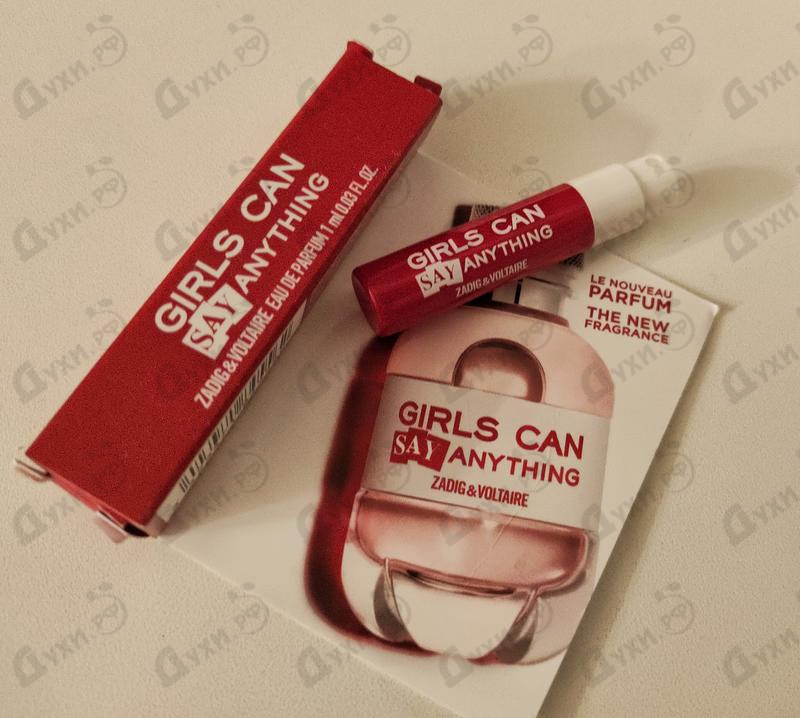 GIRLS CAN
SAY ANYTHING
ZADIG&VOLTAIRE EAU DE PARFUM 1 ml 0.03 FL.OZ.
GIRLS CAN
SAY ANYTHING
ZADIG&VOLTAIRE
LE NOUVEAU
PARFUM
THE NEW
FRAGRANCE
GIRLS CAN
SAY ANYTHING
ZADIG&VOLTAIRE
Духи.рф